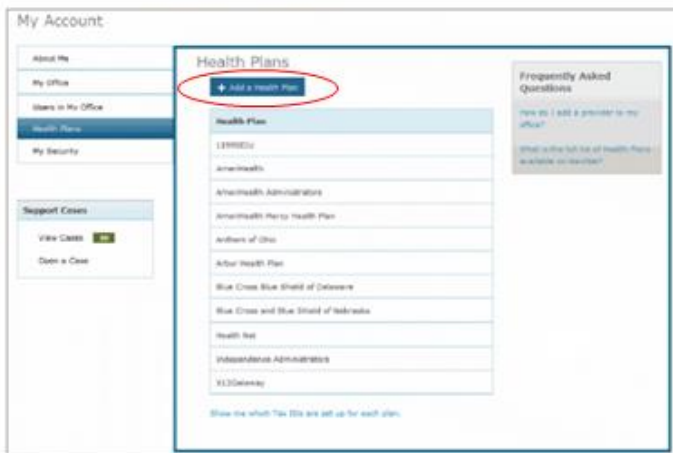 My Account
About Me
My Office
Users in My Office
Health Plans
My Security
Support Cases
View Cases
Open a Case
Health Plans
+ Add a Health Plan
Health Plan
1199SEIU
AmeriHealth
AmeriHealth Administrators
AmeriHealth Mercy Health Plan
Anthem of Ohio
Arbor Health Plan
Blue Cross Blue Shield of Delaware
Blue Cross and Blue Shield of Nebraska
Health Net
Independence Administrators
X12Gateway
Show me which Tax IDs are set up for each plan.
Frequently Asked
Questions
How do I add a provider to my
office?
What is the full list of Health Plans
available on